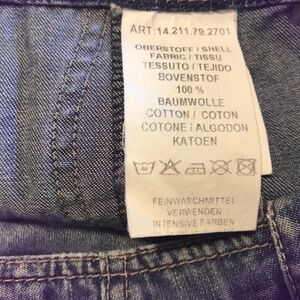 ART:14.211.79.2701
OBERSTOFF / SHELL
FABRIC / TISSU
TESSUTO / TEJIDO
BOVENSTOF
100 %
BAUMWOLLE
COTTON / COTON
COTONE / ALGODON
KATOEN
FEINWASCHMITTEL
VERWENDEN
INTENSIVE FARBEN